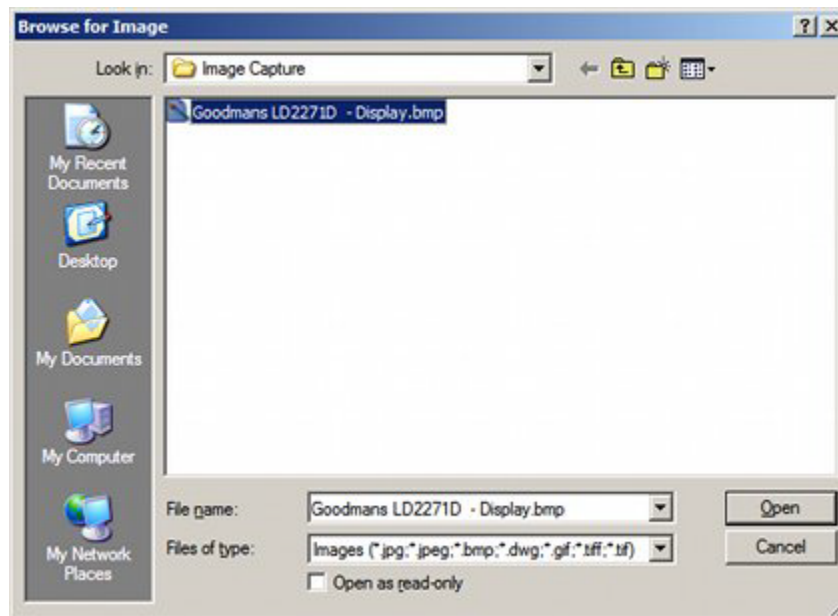 Browse for Image
Look in: Image Capture
Goodmans LD2271D  - Display.bmp
My Recent
Documents
Desktop
My Documents
My Computer
My Network
Places
File name: Goodmans LD2271D  - Display.bmp Open
Files of type: Images (*.jpg;*.jpeg;*.bmp;*.dwg;*.gif;*.tiff;*.tif) Cancel
Open as read-only